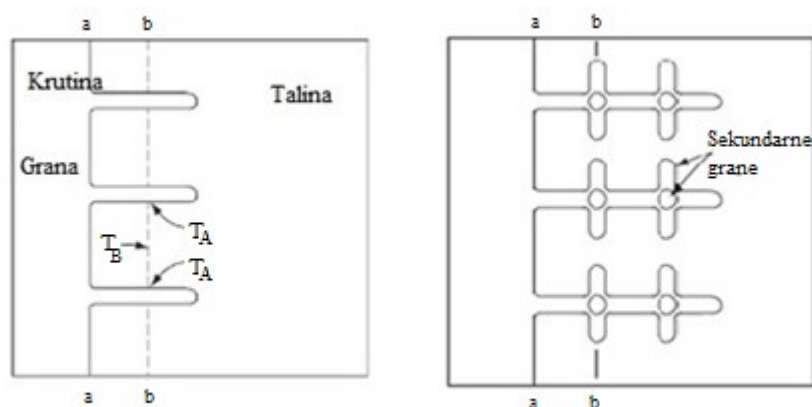 a b
Krutina
Talina
Grana
T_A
T_B
T_A
a b
a b
Sekundarne
grane
a b